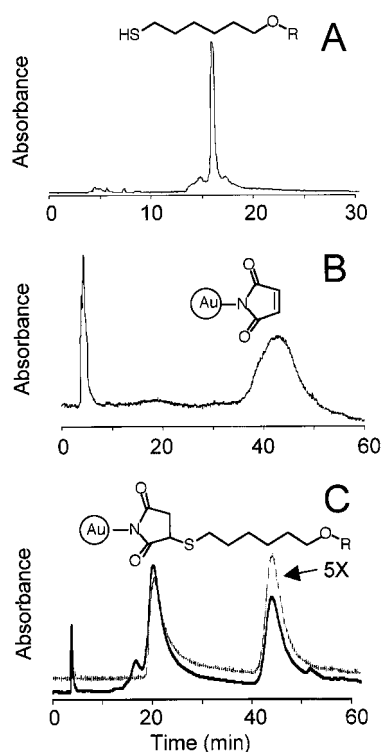 HS
O
R
A
Absorbance
0
10
20
30
O
B
Au
N
O
Absorbance
0
20
40
60
O
C
Au
N
S
O
R
O
5X
Absorbance
0
20
40
60
Time (min)